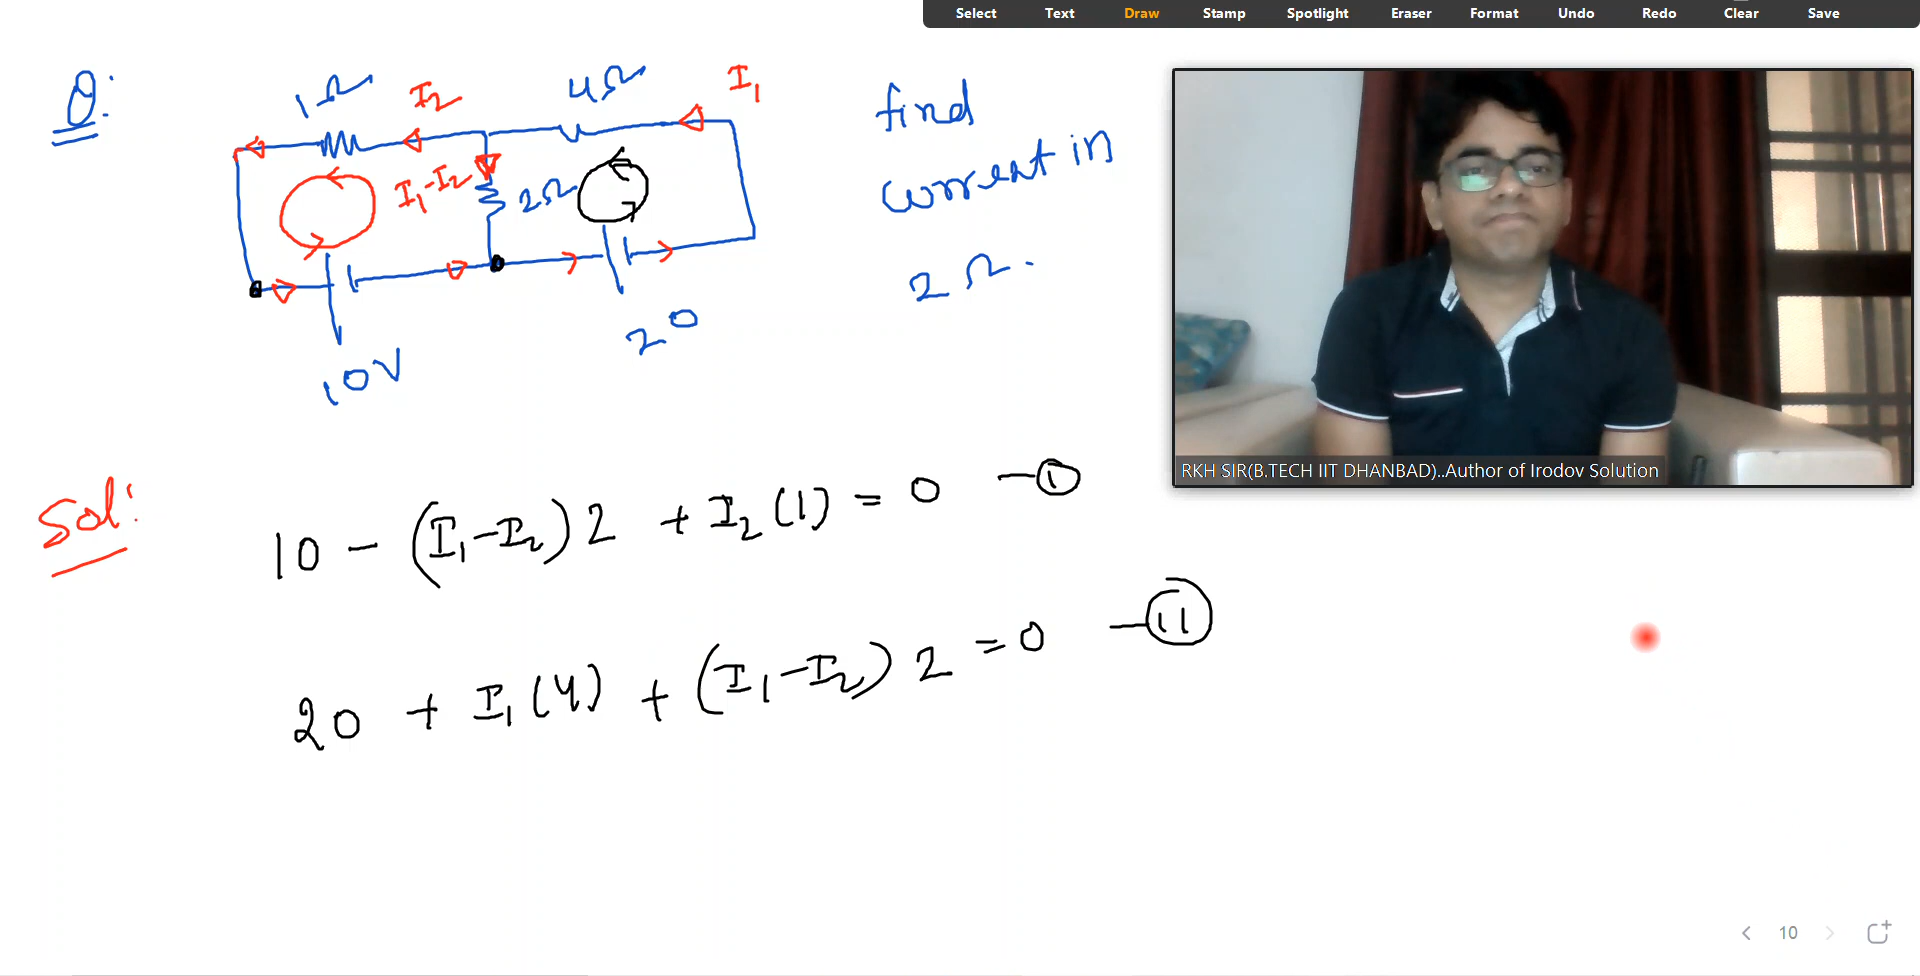 Select Text Draw Stamp Spotlight Eraser Format Undo Redo Clear Save
Q:
1Ω I2 4Ω I1
I1-I2 2Ω
10V 20
find
current in
2Ω.
RKH SIR(B.TECH IIT DHANBAD)..Author of Irodov Solution
Sol:
10 - (I1-I2) 2 + I2 (1) = 0 - (1)
20 + I1 (4) + (I1-I2) 2 = 0 - (11)
10